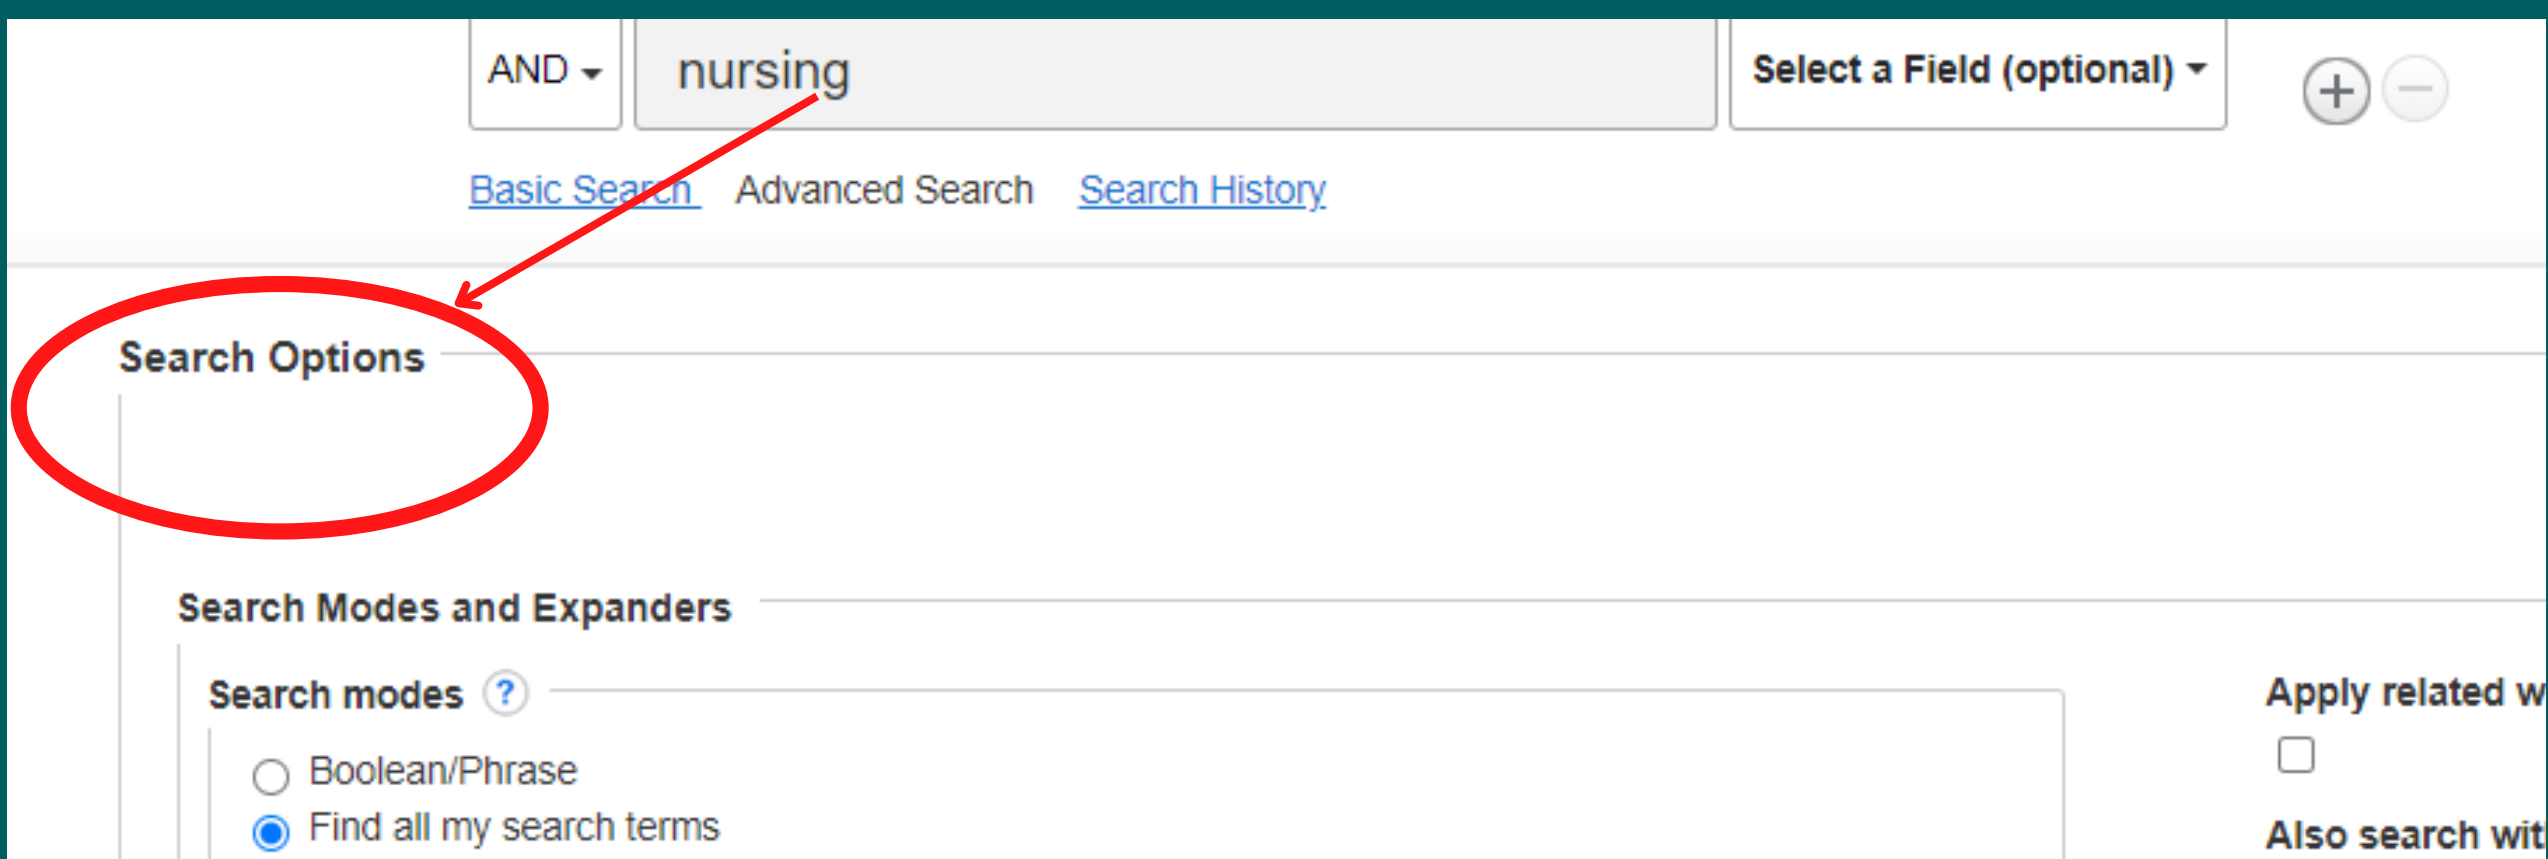 AND nursing Select a Field (optional)
Basic Search Advanced Search Search History
Search Options
Search Modes and Expanders
Search modes ?
Apply related
Boolean/Phrase
Find all my search terms
Also search